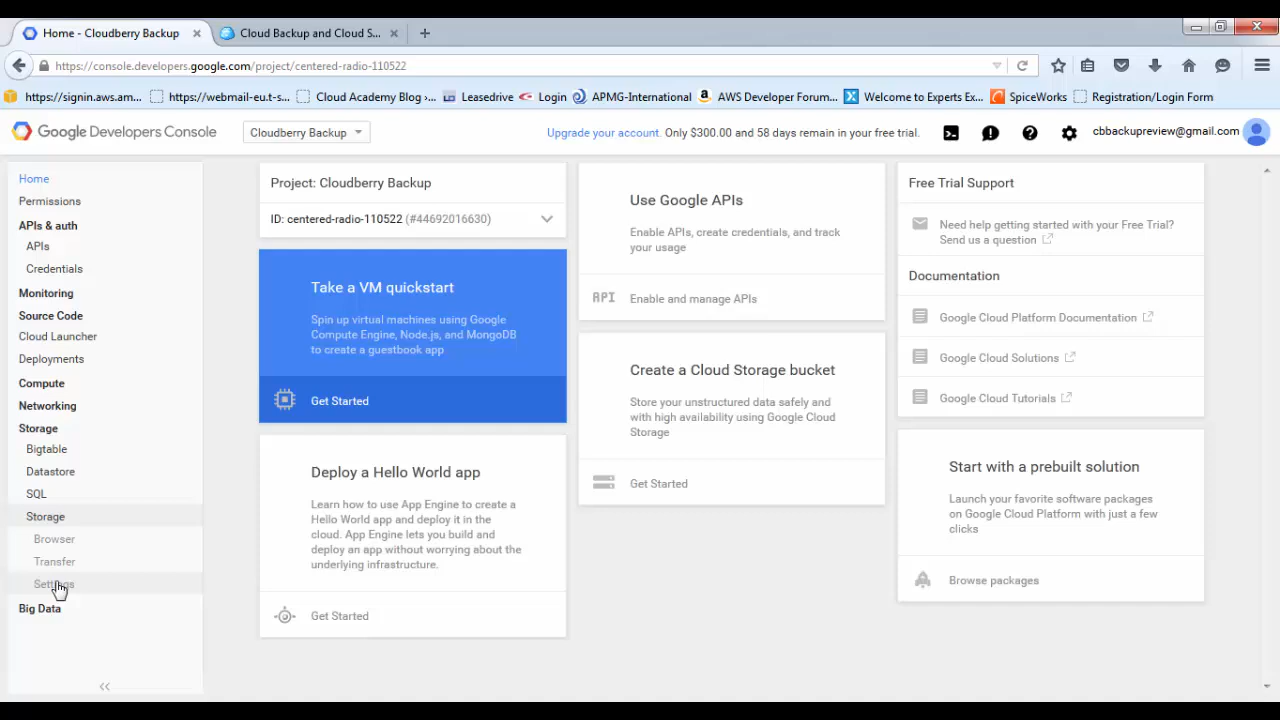 Home - Cloudberry Backup
Cloud Backup and Cloud S...
https://console.developers.google.com/project/centered-radio-110522
https://signin.aws.am...
https://webmail-eu.t-s...
Cloud Academy Blog ›...
Leasedrive
Login
APMG-International
AWS Developer Forum...
Welcome to Experts Ex...
SpiceWorks
Registration/Login Form
Google Developers Console
Cloudberry Backup
Upgrade your account. Only $300.00 and 58 days remain in your free trial.
cbbackupreview@gmail.com
Home
Permissions
APIs & auth
APIs
Credentials
Monitoring
Source Code
Cloud Launcher
Deployments
Compute
Networking
Storage
Bigtable
Datastore
SQL
Storage
Browser
Transfer
Settings
Big Data
Project: Cloudberry Backup
ID: centered-radio-110522 (#44692016630)
Take a VM quickstart
Spin up virtual machines using Google
Compute Engine, Node.js, and MongoDB
to create a guestbook app
Get Started
Deploy a Hello World app
Learn how to use App Engine to create a
Hello World app and deploy it in the
cloud. App Engine lets you build and
deploy an app without worrying about the
underlying infrastructure.
Get Started
Use Google APIs
Enable APIs, create credentials, and track
your usage
API
Enable and manage APIs
Create a Cloud Storage bucket
Store your unstructured data safely and
with high availability using Google Cloud
Storage
Get Started
Free Trial Support
Need help getting started with your Free Trial?
Send us a question
Documentation
Google Cloud Platform Documentation
Google Cloud Solutions
Google Cloud Tutorials
Start with a prebuilt solution
Launch your favorite software packages
on Google Cloud Platform with just a few
clicks
Browse packages